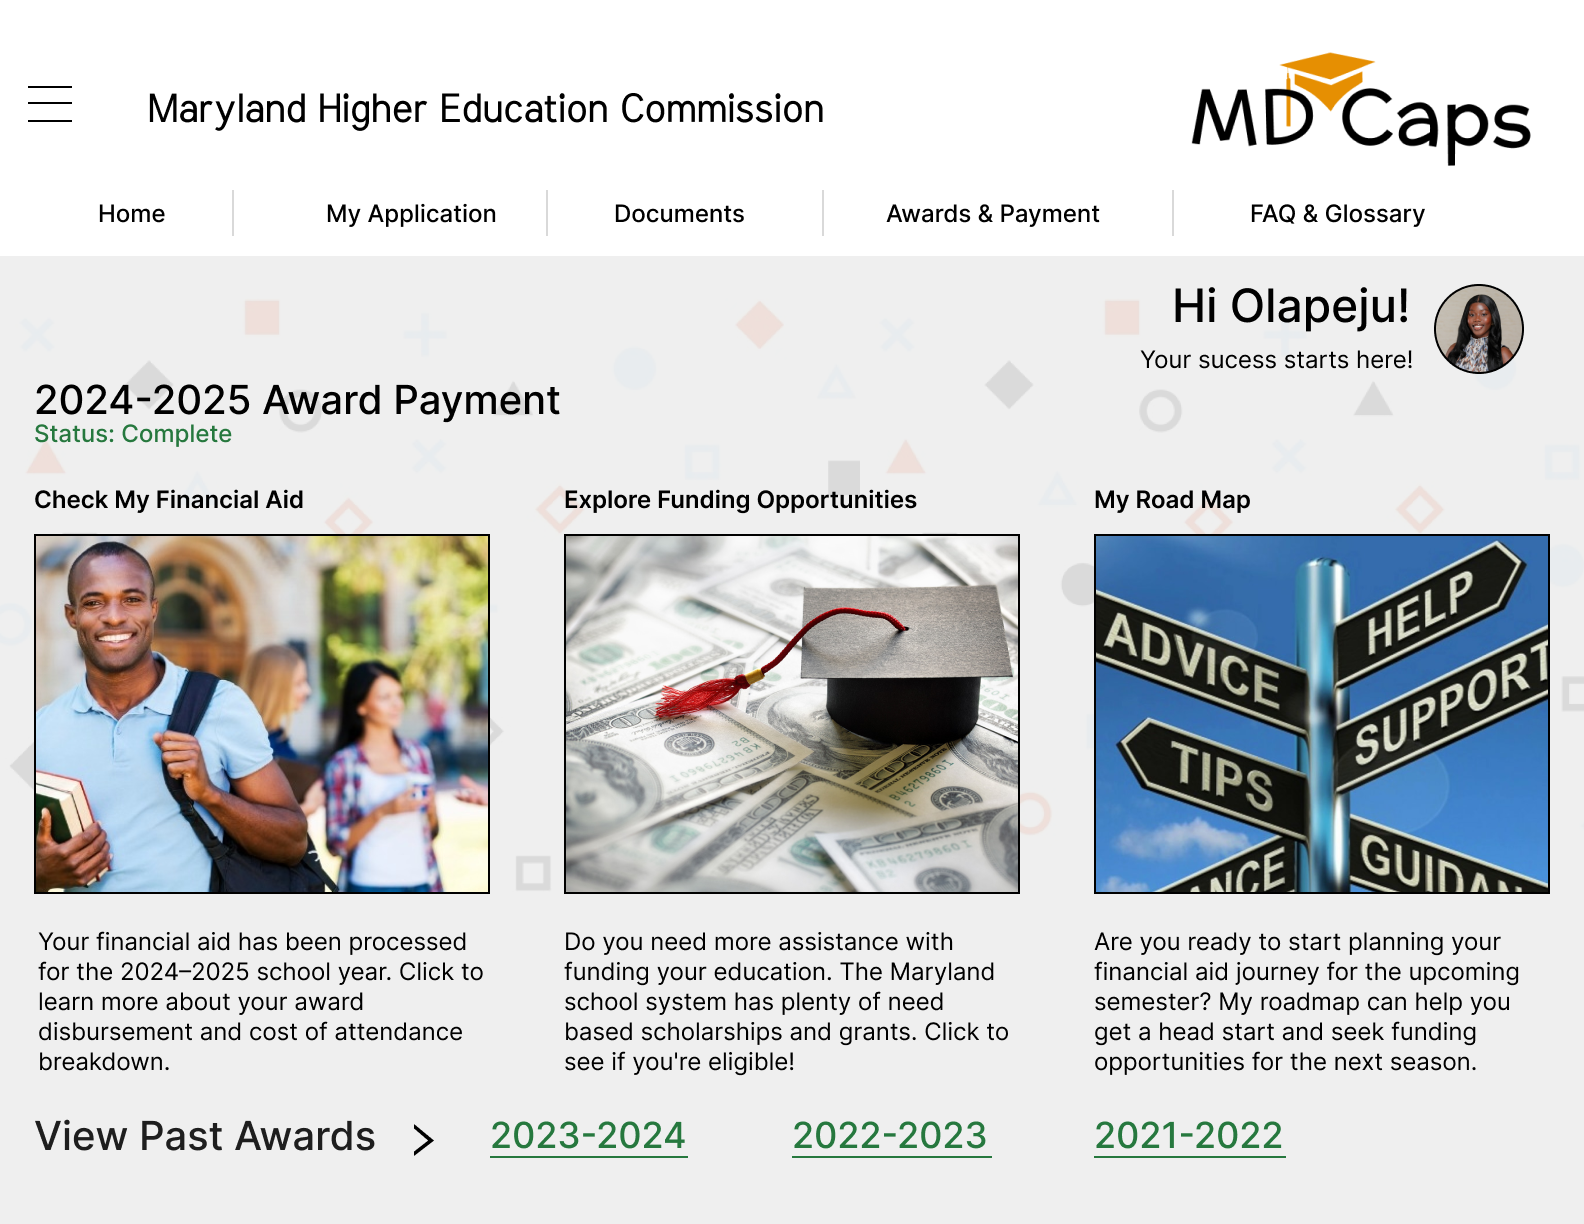 Maryland Higher Education Commission
MD Caps
Home
My Application
Documents
Awards & Payment
FAQ & Glossary
Hi Olapeju!
Your sucess starts here!
2024-2025 Award Payment
Status: Complete
Check My Financial Aid
Explore Funding Opportunities
My Road Map
ADVICE
HELP
SUPPORT
TIPS
NCE
GUIDAN
Your financial aid has been processed
for the 2024–2025 school year. Click to
learn more about your award
disbursement and cost of attendance
breakdown.
Do you need more assistance with
funding your education. The Maryland
school system has plenty of need
based scholarships and grants. Click to
see if you're eligible!
Are you ready to start planning your
financial aid journey for the upcoming
semester? My roadmap can help you
get a head start and seek funding
opportunities for the next season.
View Past Awards
2023-2024
2022-2023
2021-2022